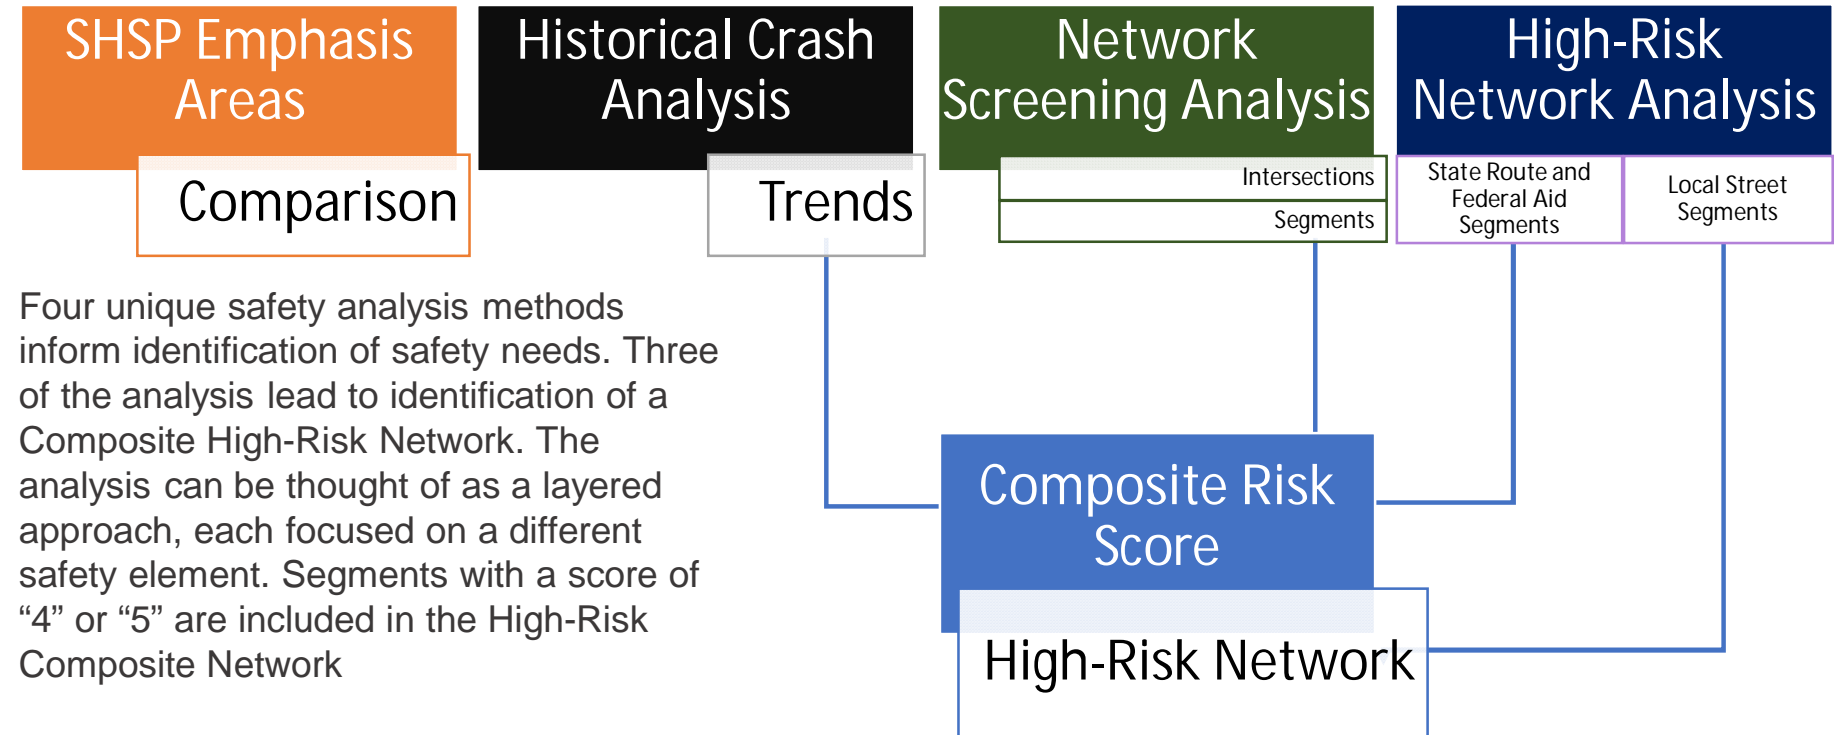 SHSP Emphasis
Areas
Comparison
Historical Crash
Analysis
Trends
Network
Screening Analysis
Intersections
Segments
High-Risk
Network Analysis
State Route and
Federal Aid
Segments
Local Street
Segments
Four unique safety analysis methods
inform identification of safety needs. Three
of the analysis lead to identification of a
Composite High-Risk Network. The
analysis can be thought of as a layered
approach, each focused on a different
safety element. Segments with a score of
“4” or “5” are included in the High-Risk
Composite Network
Composite Risk
Score
High-Risk Network